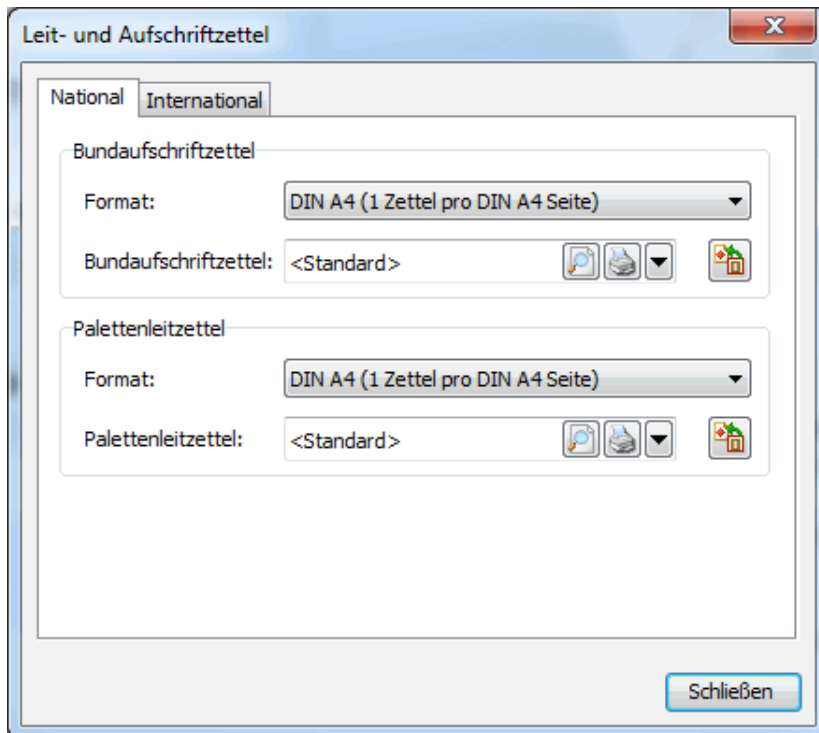 Leit- und Aufschriftzettel
National International
Bundaufschriftzettel
Format: DIN A4 (1 Zettel pro DIN A4 Seite)
Bundaufschriftzettel: <Standard>
Palettenleitzettel
Format: DIN A4 (1 Zettel pro DIN A4 Seite)
Palettenleitzettel: <Standard>
Schließen